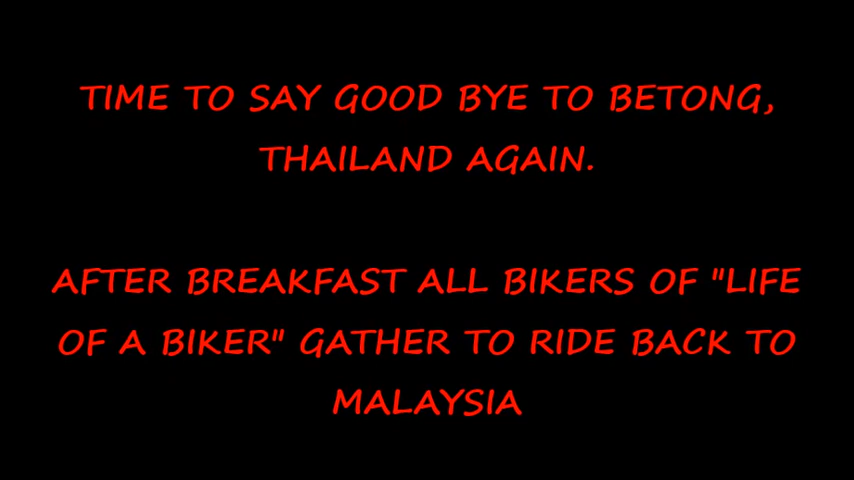 TIME TO SAY GOOD BYE TO BETONG,
THAILAND AGAIN.
AFTER BREAKFAST ALL BIKERS OF "LIFE
OF A BIKER" GATHER TO RIDE BACK TO
MALAYSIA